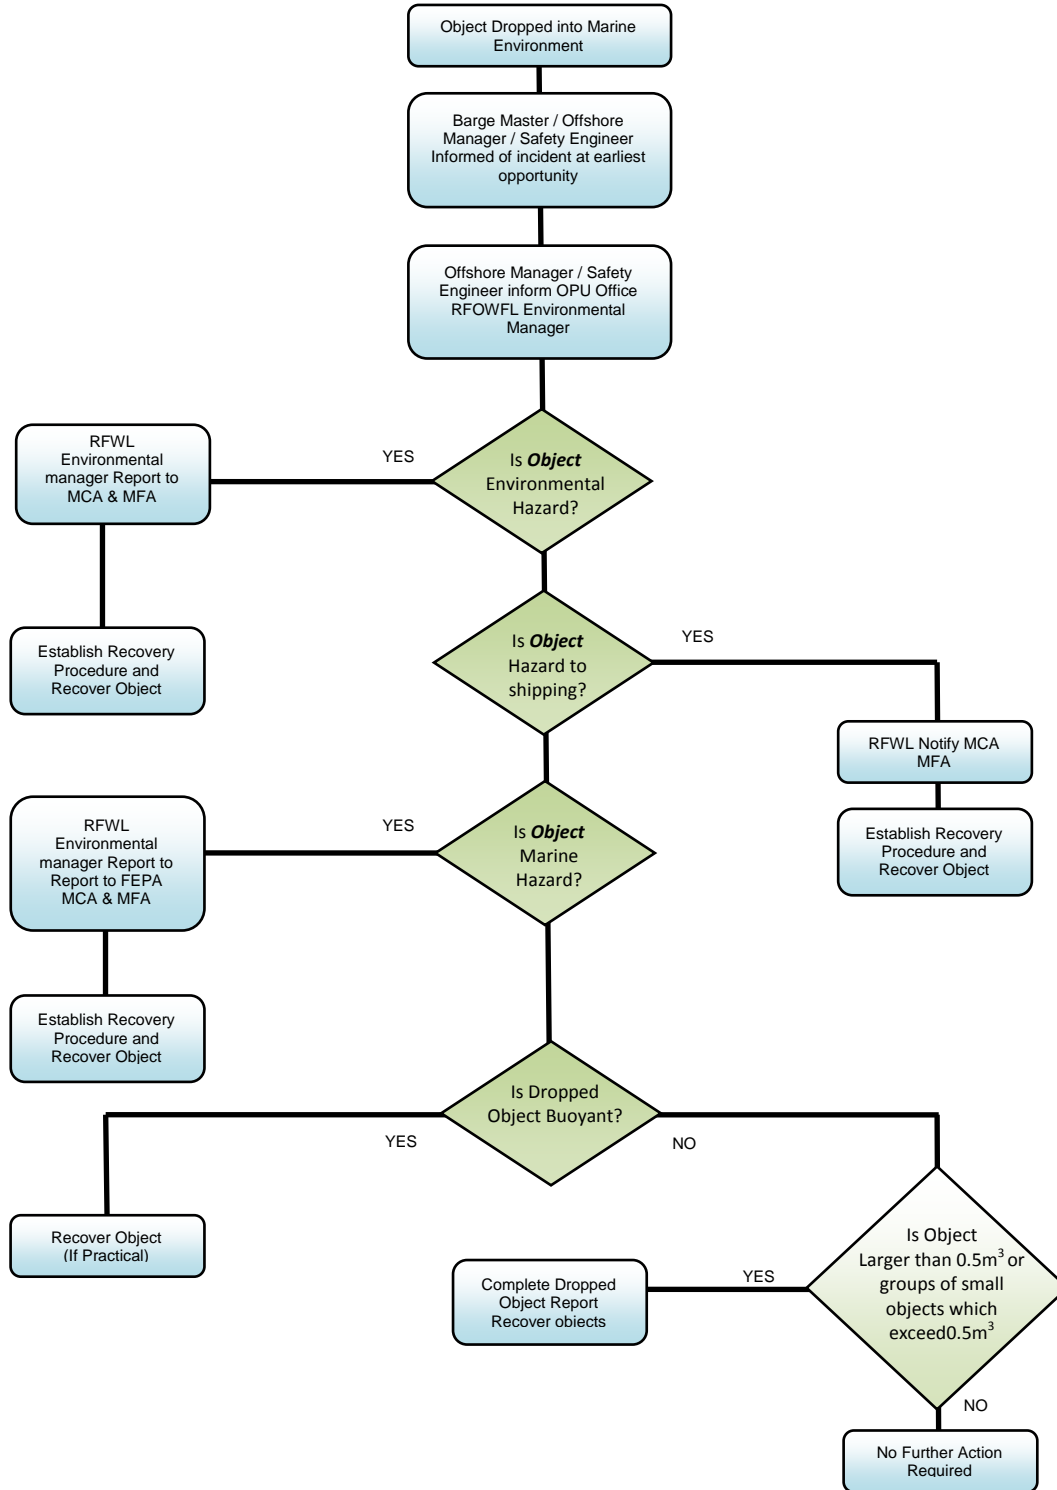 Object Dropped into Marine
Environment
Barge Master / Offshore
Manager / Safety Engineer
Informed of incident at earliest
opportunity
Offshore Manager / Safety
Engineer inform OPU Office
RFOWFL Environmental
Manager
Is Object
Environmental
Hazard?
YES
RFWL
Environmental
manager Report to
MCA & MFA
Establish Recovery
Procedure and
Recover Object
Is Object
Hazard to
shipping?
YES
RFWL Notify MCA
MFA
Establish Recovery
Procedure and
Recover Object
Is Object
Marine
Hazard?
YES
RFWL
Environmental
manager Report to
Report to FEPA
MCA & MFA
Establish Recovery
Procedure and
Recover Object
Is Dropped
Object Buoyant?
YES
NO
Recover Object
(If Practical)
Is Object
Larger than 0.5m³ or
groups of small
objects which
exceed0.5m³
YES
Complete Dropped
Object Report
Recover objects
NO
No Further Action
Required